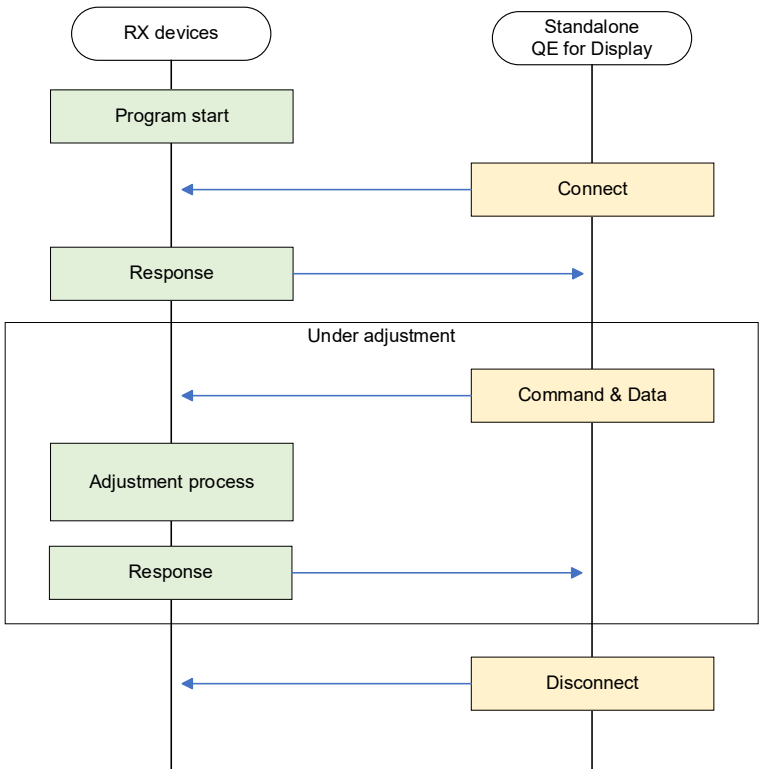 RX devices
Standalone
QE for Display
Program start
Connect
Response
Under adjustment
Command & Data
Adjustment process
Response
Disconnect